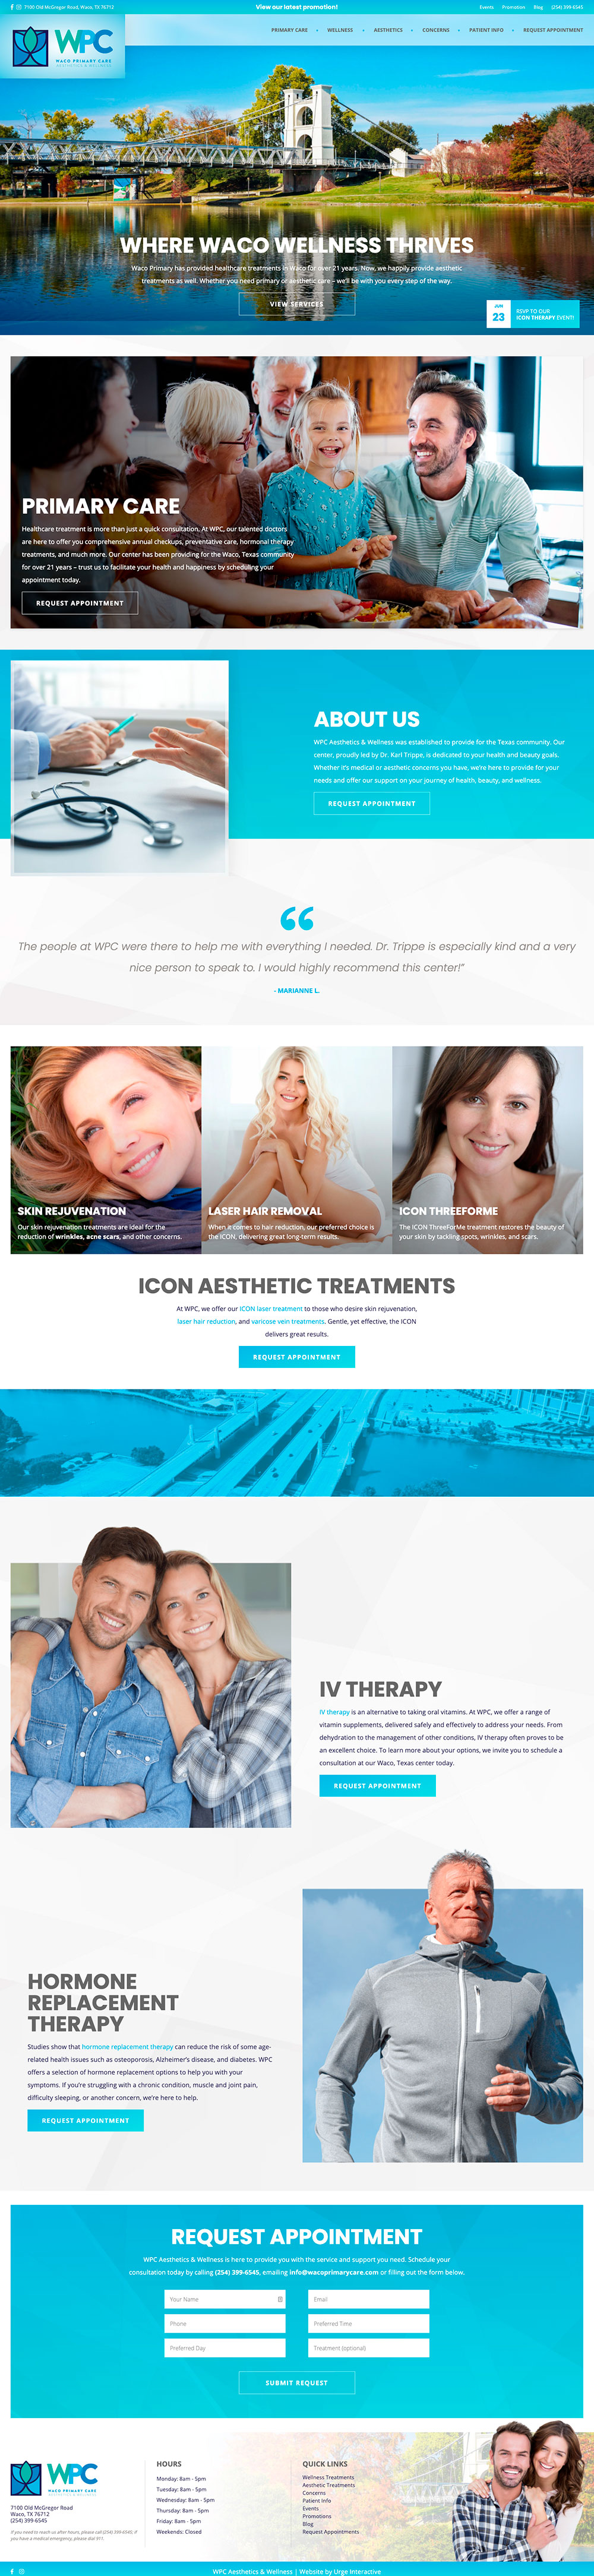 7100 Old McGregor Road, Waco, TX 76712
View our latest promotion!
Events Promotion Blog (254) 399-6545
WPC
WACO PRIMARY CARE
AESTHETICS & WELLNESS
PRIMARY CARE • WELLNESS • AESTHETICS • CONCERNS • PATIENT INFO • REQUEST APPOINTMENT
WHERE WACO WELLNESS THRIVES
Waco Primary has provided healthcare treatments in Waco for over 21 years. Now, we happily provide aesthetic
treatments as well. Whether you need primary or aesthetic care – we'll be with you every step of the way.
VIEW SERVICES
JUN
23
RSVP TO OUR
ICON THERAPY EVENT!
PRIMARY CARE
Healthcare treatment is more than just a quick consultation. At WPC, our talented doctors
are here to offer you comprehensive annual checkups, preventative care, hormonal therapy
treatments, and much more. Our center has been providing for the Waco, Texas community
for over 21 years – trust us to facilitate your health and happiness by scheduling your
appointment today.
REQUEST APPOINTMENT
ABOUT US
WPC Aesthetics & Wellness was established to provide for the Texas community. Our
center, proudly led by Dr. Karl Trippe, is dedicated to your health and beauty goals.
Whether it's medical or aesthetic concerns you have, we're here to provide for your
needs and offer our support on your journey of health, beauty, and wellness.
REQUEST APPOINTMENT
“
The people at WPC were there to help me with everything I needed. Dr. Trippe is especially kind and a very
nice person to speak to. I would highly recommend this center!”
- MARIANNE L.
SKIN REJUVENATION
Our skin rejuvenation treatments are ideal for the
reduction of wrinkles, acne scars, and other concerns.
LASER HAIR REMOVAL
When it comes to hair reduction, our preferred choice is
the ICON, delivering great long-term results.
ICON THREEFORME
The ICON ThreeForMe treatment restores the beauty of
your skin by tackling spots, wrinkles, and scars.
ICON AESTHETIC TREATMENTS
At WPC, we offer our ICON laser treatment to those who desire skin rejuvenation,
laser hair reduction, and varicose vein treatments. Gentle, yet effective, the ICON
delivers great results.
REQUEST APPOINTMENT
IV THERAPY
IV therapy is an alternative to taking oral vitamins. At WPC, we offer a range of
vitamin supplements, delivered safely and effectively to address your needs. From
dehydration to the management of other conditions, IV therapy often proves to be
an excellent choice. To learn more about your options, we invite you to schedule a
consultation at our Waco, Texas center today.
REQUEST APPOINTMENT
HORMONE
REPLACEMENT
THERAPY
Studies show that hormone replacement therapy can reduce the risk of some age-
related health issues such as osteoporosis, Alzheimer's disease, and diabetes. WPC
offers a selection of hormone replacement options to help you with your
symptoms. If you're struggling with a chronic condition, muscle and joint pain,
difficulty sleeping, or another concern, we're here to help.
REQUEST APPOINTMENT
REQUEST APPOINTMENT
WPC Aesthetics & Wellness is here to provide you with the service and support you need. Schedule your
consultation today by calling (254) 399-6545, emailing info@wacoprimarycare.com or filling out the form below.
Your Name
Email
Phone
Preferred Time
Preferred Day
Treatment (optional)
SUBMIT REQUEST
WPC
WACO PRIMARY CARE
AESTHETICS & WELLNESS
7100 Old McGregor Road
Waco, TX 76712
(254) 399-6545
If you need to reach us after hours, please call (254) 399-6545. If
you have a medical emergency, please dial 911.
HOURS
Monday: 8am - 5pm
Tuesday: 8am - 5pm
Wednesday: 8am - 5pm
Thursday: 8am - 5pm
Friday: 8am - 5pm
Weekends: Closed
QUICK LINKS
Wellness Treatments
Aesthetic Treatments
Concerns
Patient Info
Events
Promotions
Blog
Request Appointments
WPC Aesthetics & Wellness | Website by Urge Interactive